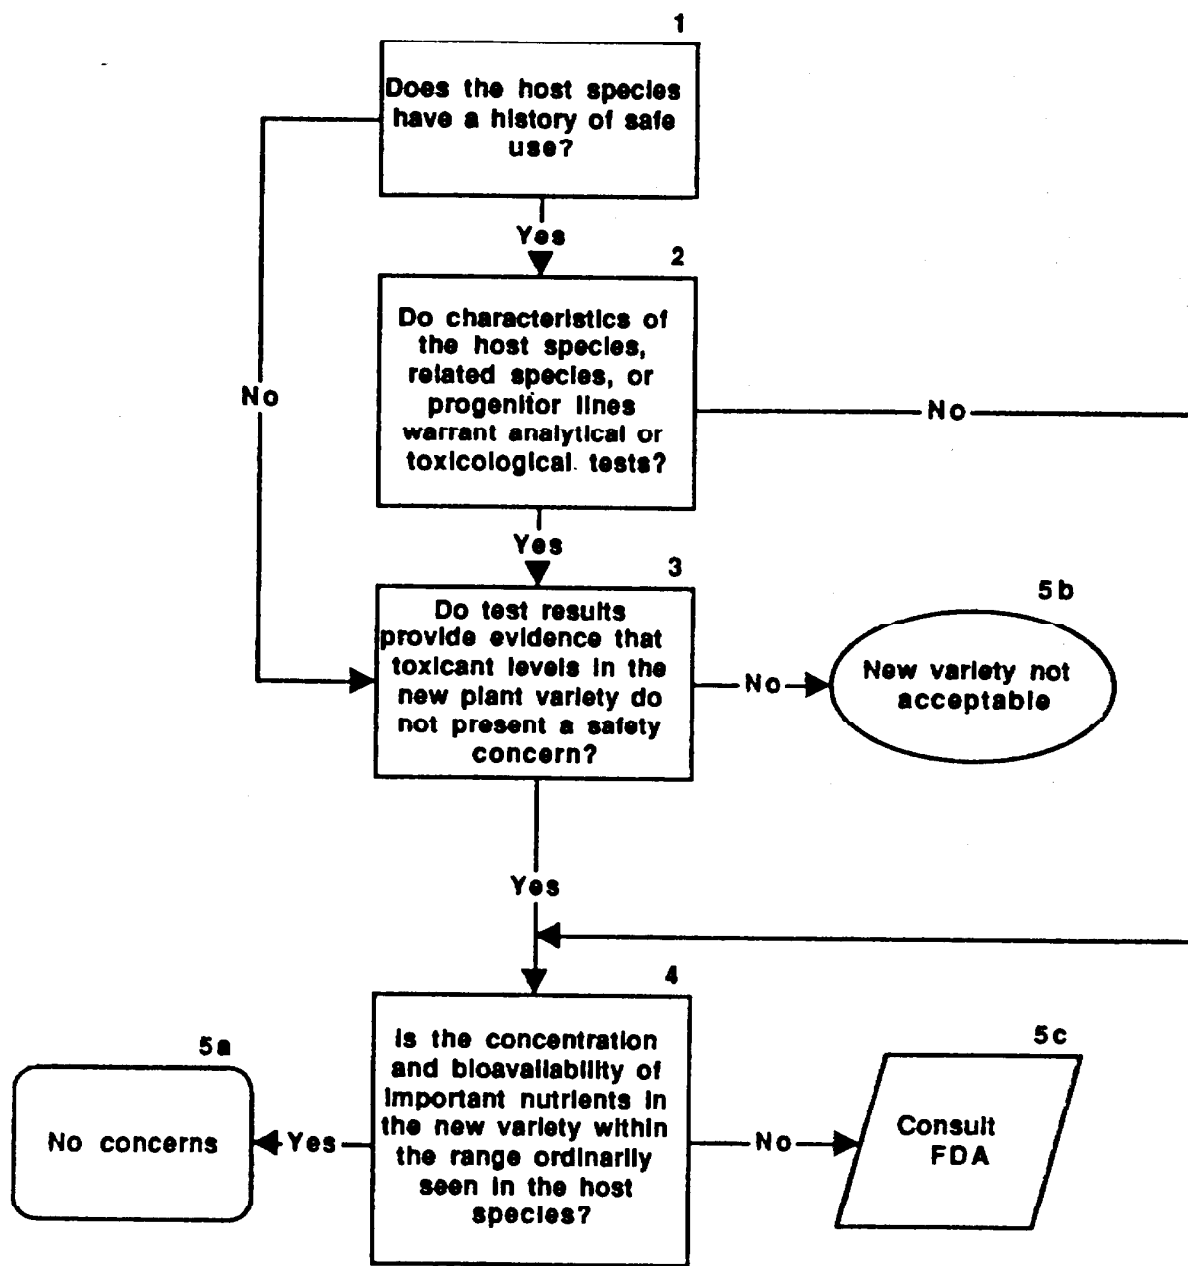 1
Does the host species
have a history of safe
use?
Yes
2
Do characteristics of
the host species,
related species, or
progenitor lines
warrant analytical or
toxicological tests?
No
No
Yes
3
Do test results
provide evidence that
toxicant levels in the
new plant variety do
not present a safety
concern?
No
5b
New variety not
acceptable
Yes
4
Is the concentration
and bioavailability of
important nutrients in
the new variety within
the range ordinarily
seen in the host
species?
5a
No concerns
Yes
No
5c
Consult
FDA